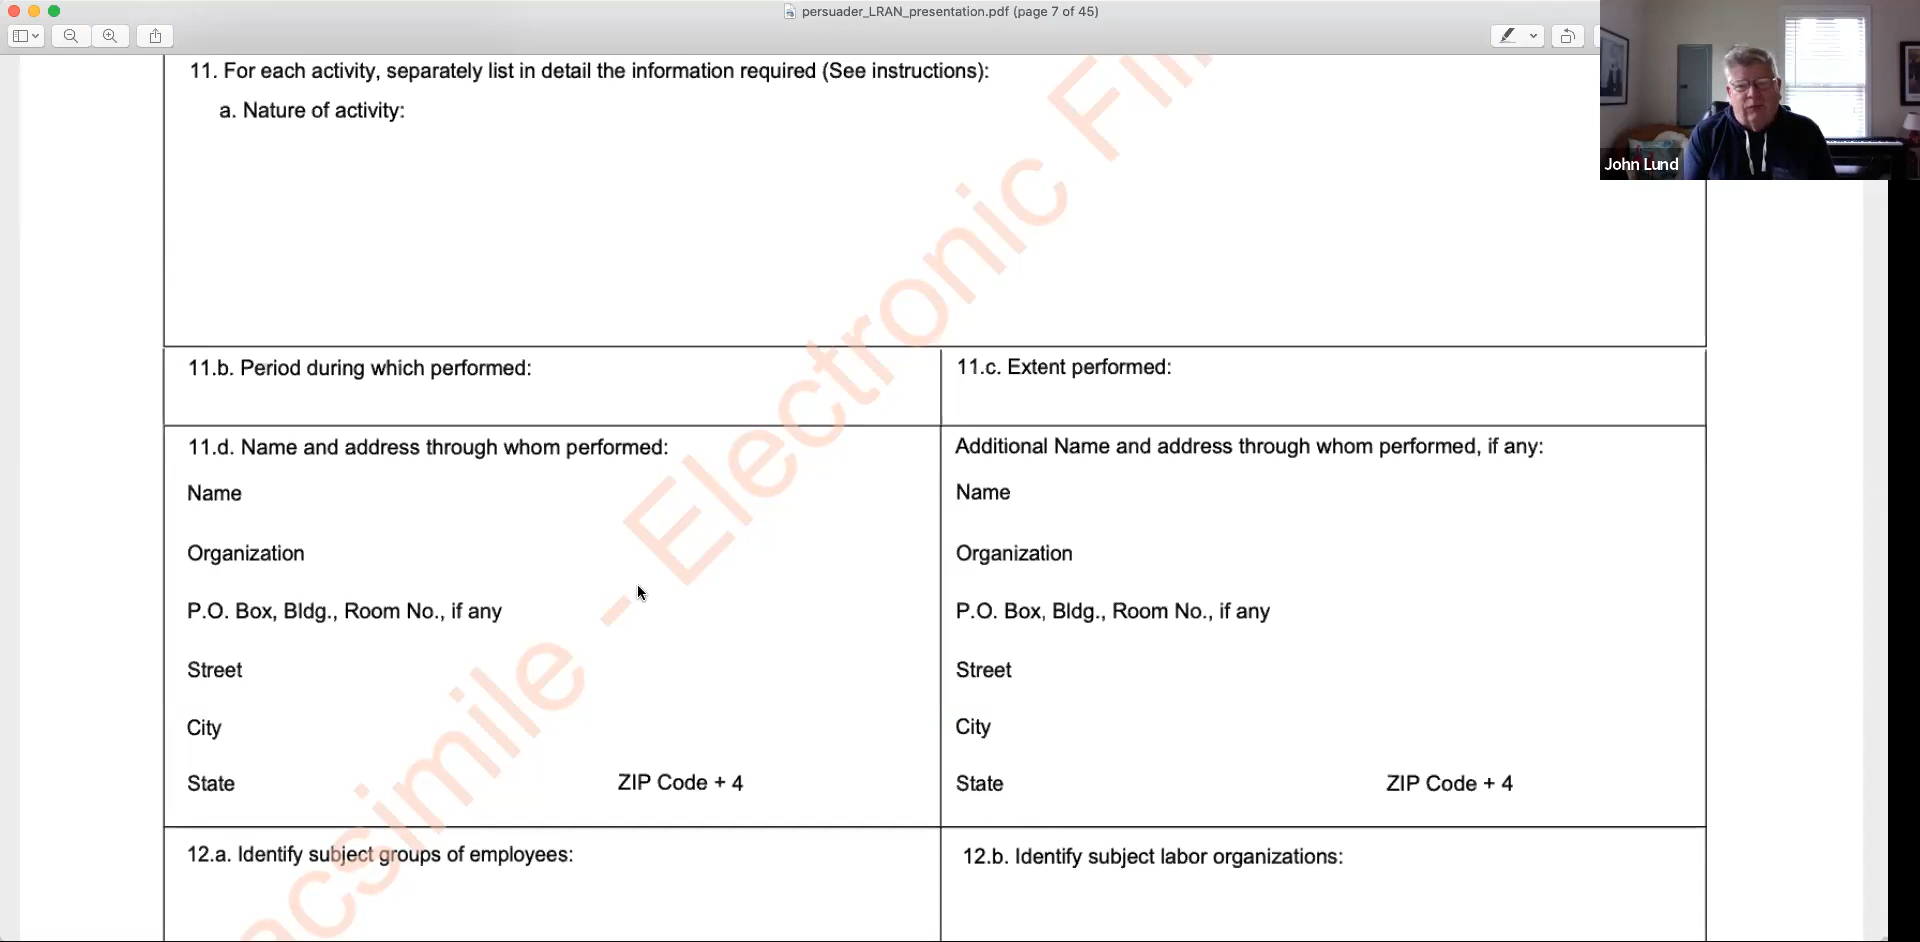 persuader_LRAN_presentation.pdf (page 7 of 45)
John Lund
11. For each activity, separately list in detail the information required (See instructions):
a. Nature of activity:
11.b. Period during which performed:
11.c. Extent performed:
11.d. Name and address through whom performed:
Name
Organization
P.O. Box, Bldg., Room No., if any
Street
City
State
ZIP Code + 4
Additional Name and address through whom performed, if any:
Name
Organization
P.O. Box, Bldg., Room No., if any
Street
City
State
ZIP Code + 4
12.a. Identify subject groups of employees:
12.b. Identify subject labor organizations:
acsimile - Electronic Fil